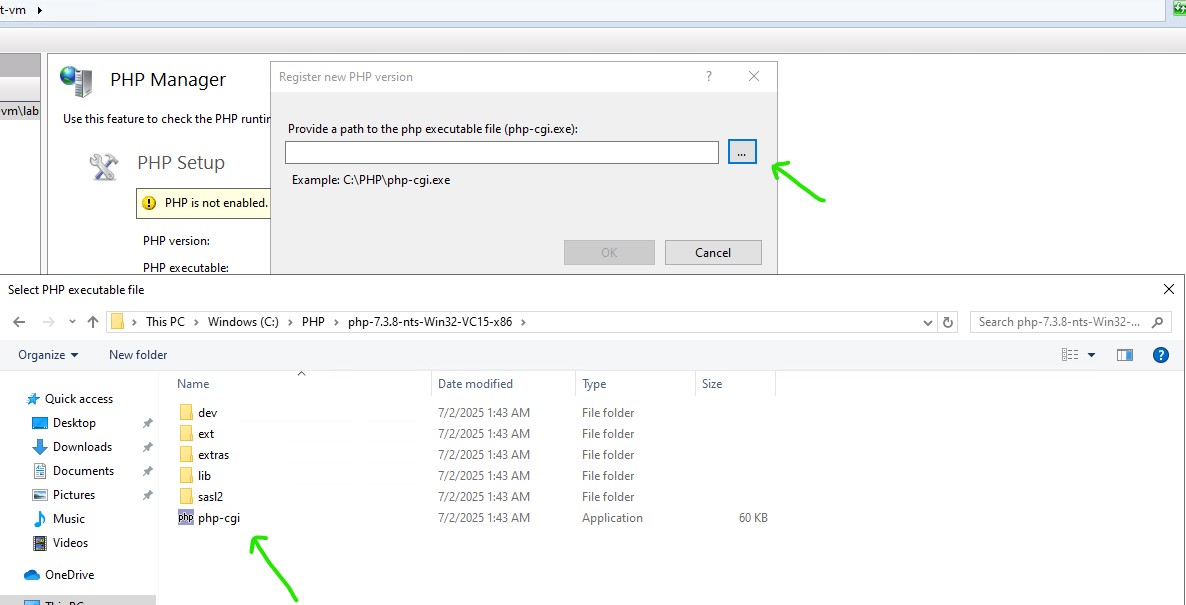 t-vm
PHP Manager
Register new PHP version
?
vm\lab
Use this feature to check the PHP runtin
Provide a path to the php executable file (php-cgi.exe):
...
PHP Setup
Example: C:\PHP\php-cgi.exe
PHP is not enabled.
PHP version:
OK
Cancel
PHP executable:
Select PHP executable file
This PC > Windows (C:) > PHP > php-7.3.8-nts-Win32-VC15-x86 >
Search php-7.3.8-nts-Win32-...
Organize
New folder
?
Name
Date modified
Type
Size
Quick access
Desktop
Downloads
Documents
Pictures
Music
Videos
OneDrive
This PC
dev 7/2/2025 1:43 AM File folder
ext 7/2/2025 1:43 AM File folder
extras 7/2/2025 1:43 AM File folder
lib 7/2/2025 1:43 AM File folder
sasl2 7/2/2025 1:43 AM File folder
php php-cgi 7/2/2025 1:43 AM Application 60 KB